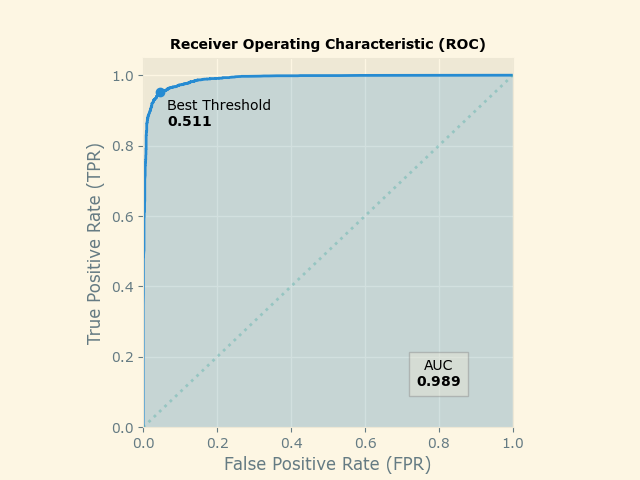 Receiver Operating Characteristic (ROC)
True Positive Rate (TPR)
1.0
0.8
0.6
0.4
0.2
0.0
Best Threshold
0.511
AUC
0.989
0.0 0.2 0.4 0.6 0.8 1.0
False Positive Rate (FPR)